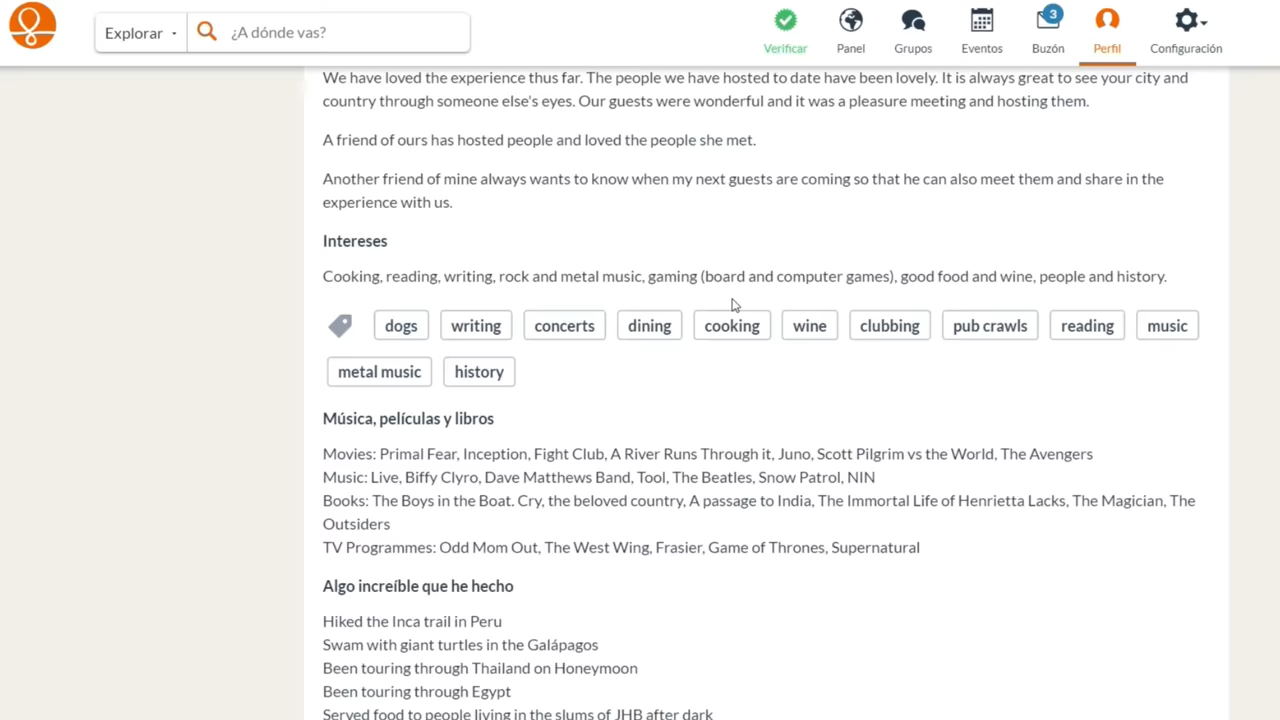 Explorar
¿A dónde vas?
Verificar
Panel
Grupos
Eventos
3
Buzón
Perfil
Configuración
We have loved the experience thus far. The people we have hosted to date have been lovely. It is always great to see your city and
country through someone else's eyes. Our guests were wonderful and it was a pleasure meeting and hosting them.
A friend of ours has hosted people and loved the people she met.
Another friend of mine always wants to know when my next guests are coming so that he can also meet them and share in the
experience with us.
Intereses
Cooking, reading, writing, rock and metal music, gaming (board and computer games), good food and wine, people and history.
dogs writing concerts dining cooking wine clubbing pub crawls reading music
metal music history
Música, películas y libros
Movies: Primal Fear, Inception, Fight Club, A River Runs Through it, Juno, Scott Pilgrim vs the World, The Avengers
Music: Live, Biffy Clyro, Dave Matthews Band, Tool, The Beatles, Snow Patrol, NIN
Books: The Boys in the Boat. Cry, the beloved country, A passage to India, The Immortal Life of Henrietta Lacks, The Magician, The
Outsiders
TV Programmes: Odd Mom Out, The West Wing, Frasier, Game of Thrones, Supernatural
Algo increíble que he hecho
Hiked the Inca trail in Peru
Swam with giant turtles in the Galápagos
Been touring through Thailand on Honeymoon
Been touring through Egypt
Served food to people living in the slums of JHB after dark